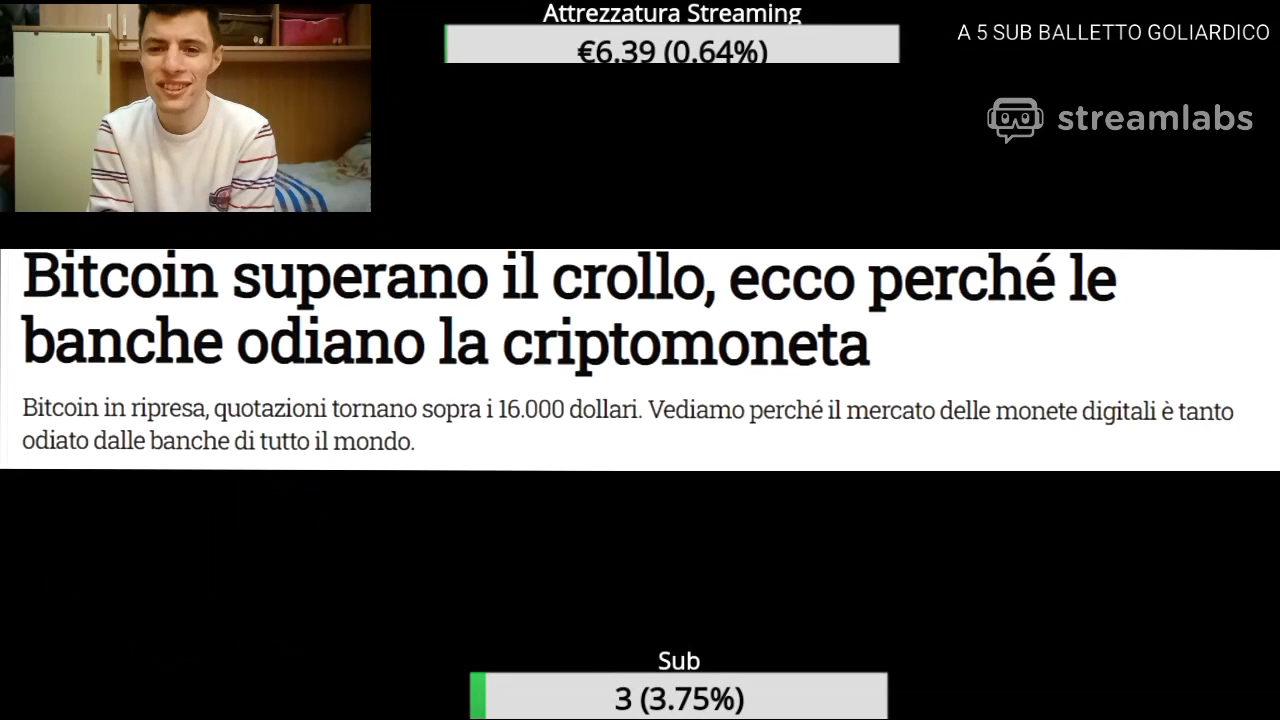 Attrezzatura Streaming
€6.39 (0.64%)
A 5 SUB BALLETTO GOLIARDICO
streamlabs
Bitcoin superano il crollo, ecco perché le
banche odiano la criptomoneta
Bitcoin in ripresa, quotazioni tornano sopra i 16.000 dollari. Vediamo perché il mercato delle monete digitali è tanto
odiato dalle banche di tutto il mondo.
Sub
3 (3.75%)